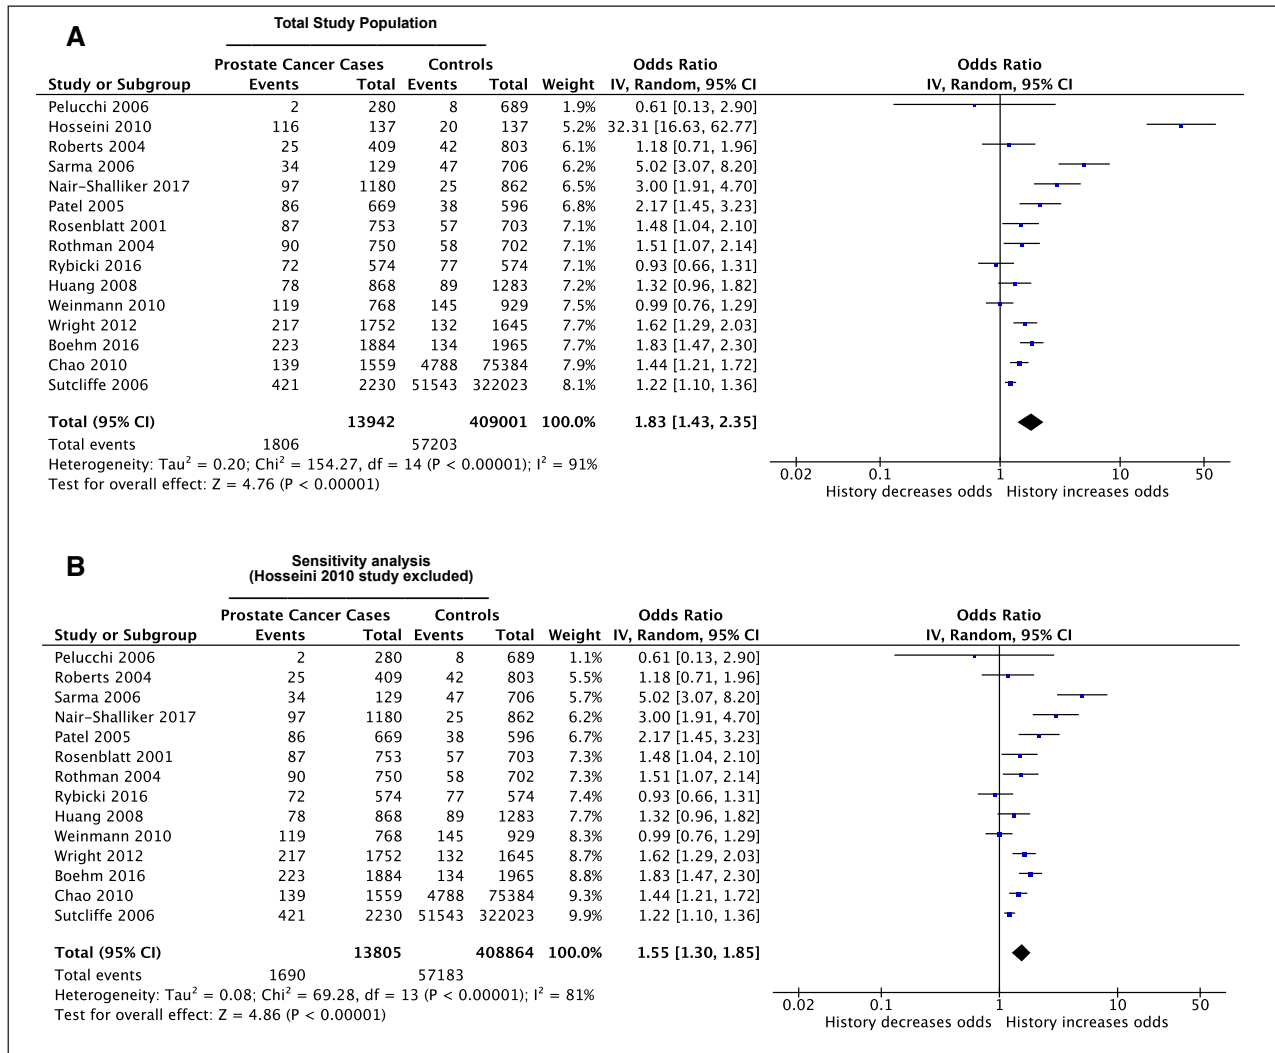 A
Total Study Population
Prostate Cancer Cases Controls Odds Ratio Odds Ratio
Study or Subgroup Events Total Events Total Weight IV, Random, 95% CI IV, Random, 95% CI
Pelucchi 2006 2 280 8 689 1.9% 0.61 [0.13, 2.90]
Hosseini 2010 116 137 20 137 5.2% 32.31 [16.63, 62.77]
Roberts 2004 25 409 42 803 6.1% 1.18 [0.71, 1.96]
Sarma 2006 34 129 47 706 6.2% 5.02 [3.07, 8.20]
Nair-Shalliker 2017 97 1180 25 862 6.5% 3.00 [1.91, 4.70]
Patel 2005 86 669 38 596 6.8% 2.17 [1.45, 3.23]
Rosenblatt 2001 87 753 57 703 7.1% 1.48 [1.04, 2.10]
Rothman 2004 90 750 58 702 7.1% 1.51 [1.07, 2.14]
Rybicki 2016 72 574 77 574 7.1% 0.93 [0.66, 1.31]
Huang 2008 78 868 89 1283 7.2% 1.32 [0.96, 1.82]
Weinmann 2010 119 768 145 929 7.5% 0.99 [0.76, 1.29]
Wright 2012 217 1752 132 1645 7.7% 1.62 [1.29, 2.03]
Boehm 2016 223 1884 134 1965 7.7% 1.83 [1.47, 2.30]
Chao 2010 139 1559 4788 75384 7.9% 1.44 [1.21, 1.72]
Sutcliffe 2006 421 2230 51543 322023 8.1% 1.22 [1.10, 1.36]
Total (95% CI) 13942 409001 100.0% 1.83 [1.43, 2.35]
Total events 1806 57203
Heterogeneity: Tau² = 0.20; Chi² = 154.27, df = 14 (P < 0.00001); I² = 91%
Test for overall effect: Z = 4.76 (P < 0.00001)
0.02 0.1 1 10 50
History decreases odds History increases odds
B
Sensitivity analysis
(Hosseini 2010 study excluded)
Prostate Cancer Cases Controls Odds Ratio Odds Ratio
Study or Subgroup Events Total Events Total Weight IV, Random, 95% CI IV, Random, 95% CI
Pelucchi 2006 2 280 8 689 1.1% 0.61 [0.13, 2.90]
Roberts 2004 25 409 42 803 5.5% 1.18 [0.71, 1.96]
Sarma 2006 34 129 47 706 5.7% 5.02 [3.07, 8.20]
Nair-Shalliker 2017 97 1180 25 862 6.2% 3.00 [1.91, 4.70]
Patel 2005 86 669 38 596 6.7% 2.17 [1.45, 3.23]
Rosenblatt 2001 87 753 57 703 7.3% 1.48 [1.04, 2.10]
Rothman 2004 90 750 58 702 7.3% 1.51 [1.07, 2.14]
Rybicki 2016 72 574 77 574 7.4% 0.93 [0.66, 1.31]
Huang 2008 78 868 89 1283 7.7% 1.32 [0.96, 1.82]
Weinmann 2010 119 768 145 929 8.3% 0.99 [0.76, 1.29]
Wright 2012 217 1752 132 1645 8.7% 1.62 [1.29, 2.03]
Boehm 2016 223 1884 134 1965 8.8% 1.83 [1.47, 2.30]
Chao 2010 139 1559 4788 75384 9.3% 1.44 [1.21, 1.72]
Sutcliffe 2006 421 2230 51543 322023 9.9% 1.22 [1.10, 1.36]
Total (95% CI) 13805 408864 100.0% 1.55 [1.30, 1.85]
Total events 1690 57183
Heterogeneity: Tau² = 0.08; Chi² = 69.28, df = 13 (P < 0.00001); I² = 81%
Test for overall effect: Z = 4.86 (P < 0.00001)
0.02 0.1 1 10 50
History decreases odds History increases odds